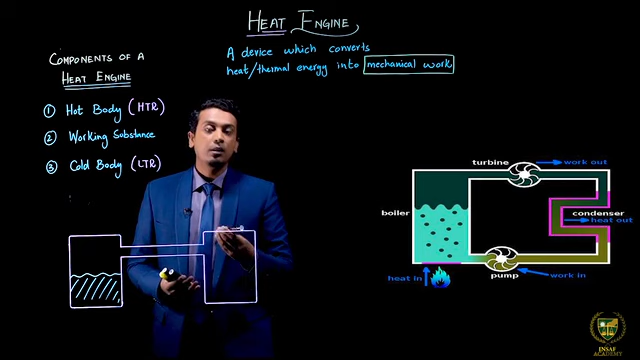 HEAT ENGINE
A device which converts
heat/thermal energy into mechanical work
COMPONENTS OF A
HEAT ENGINE
① Hot Body (HTR)
② Working Substance
③ Cold Body (LTR)
turbine
work out
boiler
condenser
heat out
heat in
pump
work in
ENSAF
ACADEMY